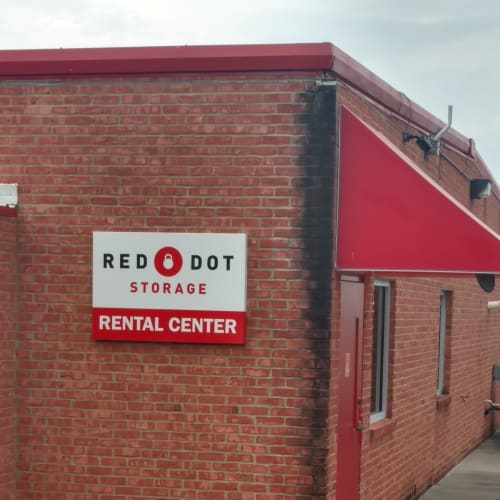 RED DOT
STORAGE
RENTAL CENTER